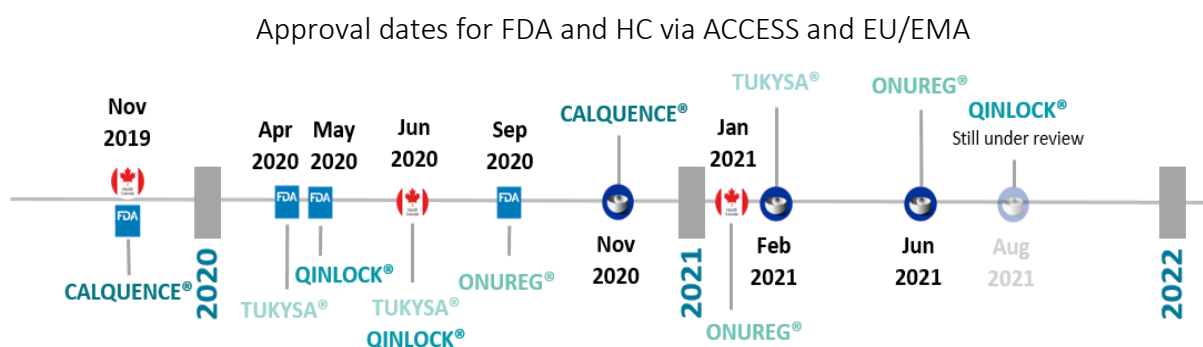 Approval dates for FDA and HC via ACCESS and EU/EMA
Nov
2019
FDA
CALQUENCE®
2020
Apr
2020
FDA
TUKYSA®
May
2020
FDA
QINLOCK®
Jun
2020
TUKYSA®
QINLOCK®
Sep
2020
FDA
ONUREG®
CALQUENCE®
Nov
2020
2021
Jan
2021
ONUREG®
TUKYSA®
Feb
2021
ONUREG®
Jun
2021
QINLOCK®
Still under review
Aug
2021
2022